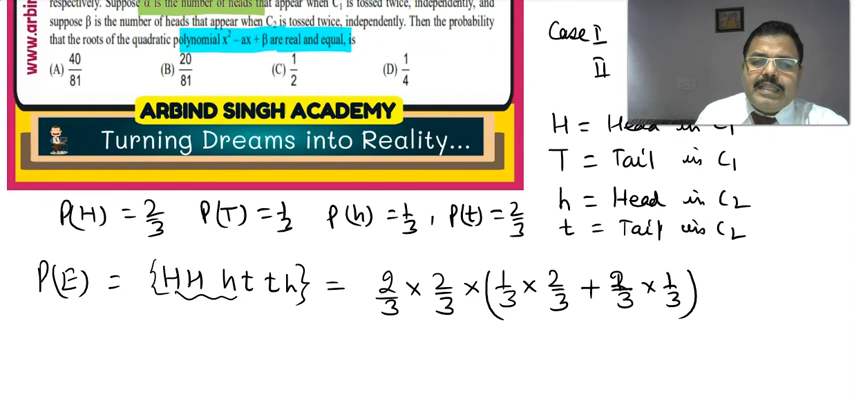 respectively. Suppose α is the number of heads that appear when C₁ is tossed twice, independently, and
suppose β is the number of heads that appear when C₂ is tossed twice, independently. Then the probability
that the roots of the quadratic polynomial x² – αx + β are real and equal, is
(A) 40/81 (B) 20/81 (C) 1/2 (D) 1/4
www.arbin
ARBIND SINGH ACADEMY
Turning Dreams into Reality...
Case I
II
H = Head in C₁
T = Tail in C₁
h = Head in C₂
t = Tail in C₂
P(H) = 2/3 P(T) = 1/3 P(h) = 1/3, P(t) = 2/3
P(E) = {HH ht th} = 2/3 × 2/3 × (1/3 × 2/3 + 2/3 × 1/3)